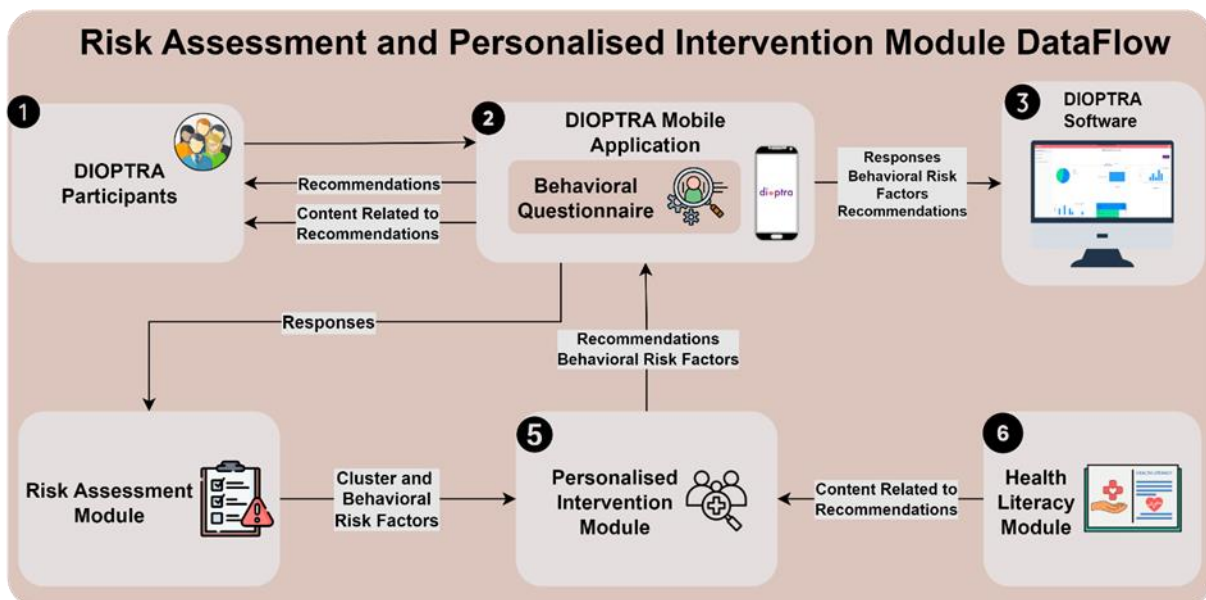 Risk Assessment and Personalised Intervention Module DataFlow
1
DIOPTRA
Participants
2
DIOPTRA Mobile
Application
Behavioral
Questionnaire
dioptra
3
DIOPTRA
Software
Recommendations
Content Related to
Recommendations
Responses
Behavioral Risk
Factors
Recommendations
Responses
Recommendations
Behavioral Risk Factors
Risk Assessment
Module
Cluster and
Behavioral
Risk Factors
5
Personalised
Intervention
Module
Content Related to
Recommendations
6
Health
Literacy
Module
HEALTH LITERACY